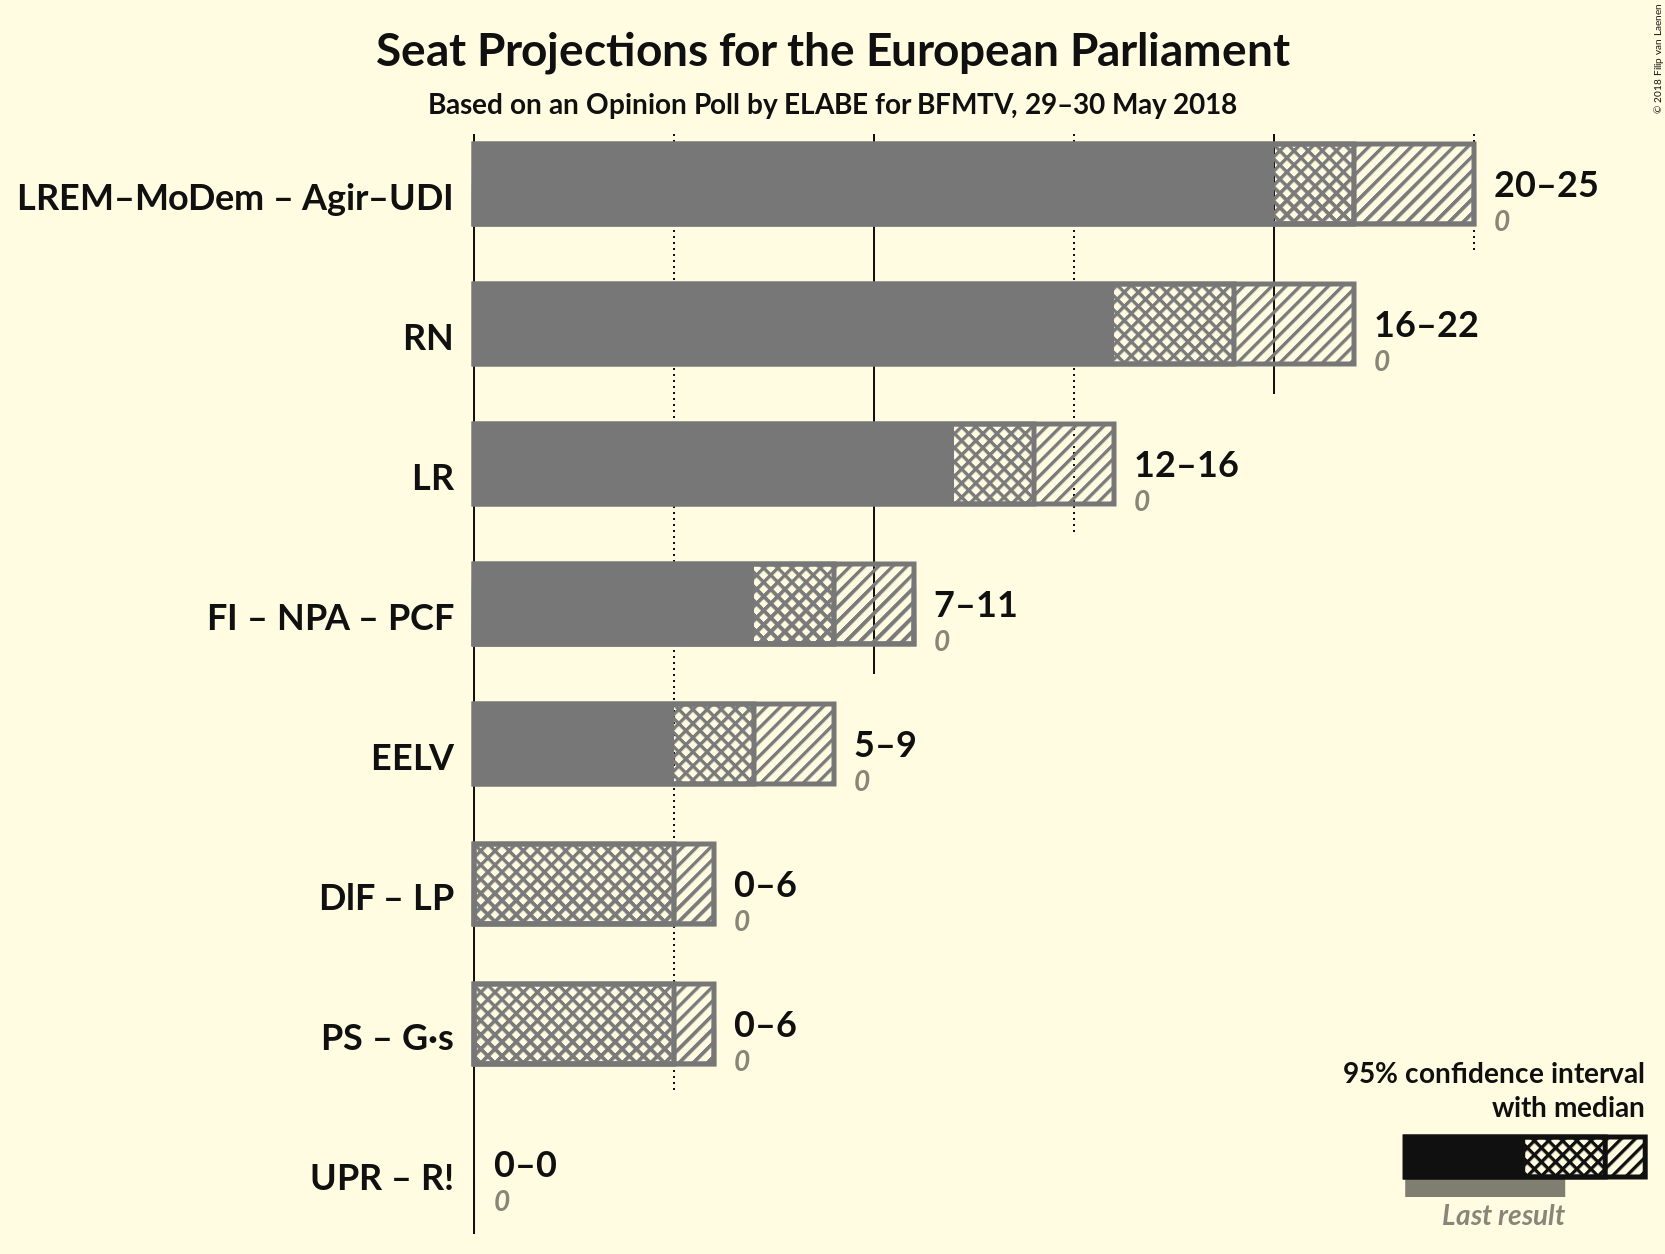 Seat Projections for the European Parliament
Based on an Opinion Poll by ELABE for BFMTV, 29–30 May 2018
© 2018 Filip van Laenen
LREM–MoDem – Agir–UDI
20–25
0
RN
16–22
0
LR
12–16
0
FI – NPA – PCF
7–11
0
EELV
5–9
0
DlF – LP
0–6
0
PS – G·s
0–6
0
UPR – R!
0–0
0
95% confidence interval
with median
Last result